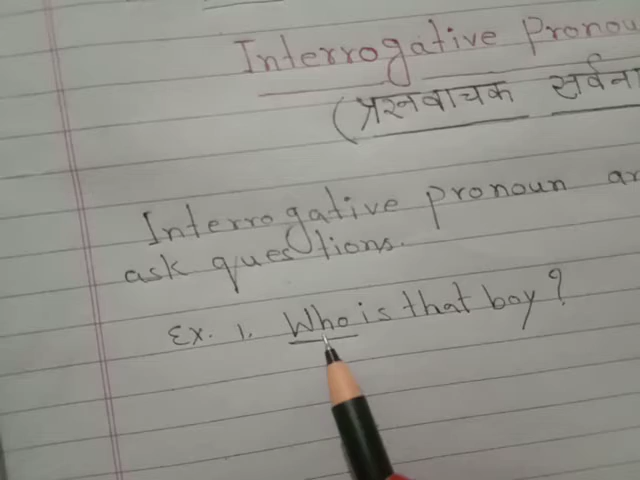 Interrogative Pronou
(प्रश्नवाचक सर्वना
Interrogative pronoun ar
ask questions.
Ex. 1. Who is that boy?